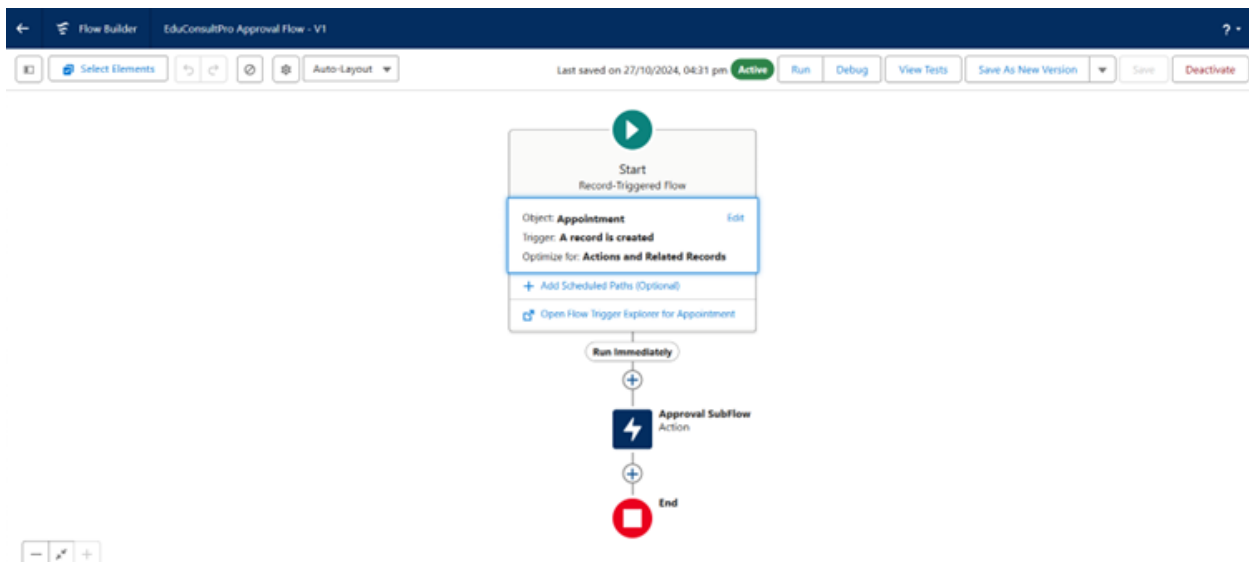 Flow Builder EduConsultPro Approval Flow - V1 ?
Select Elements Auto-Layout Last saved on 27/10/2024, 04:31 pm Active Run Debug View Tests Save As New Version Save Deactivate
Start
Record-Triggered Flow
Object: Appointment Edit
Trigger: A record is created
Optimize for: Actions and Related Records
+ Add Scheduled Paths (Optional)
Open Flow Trigger Explorer for Appointment
Run Immediately
Approval SubFlow
Action
End